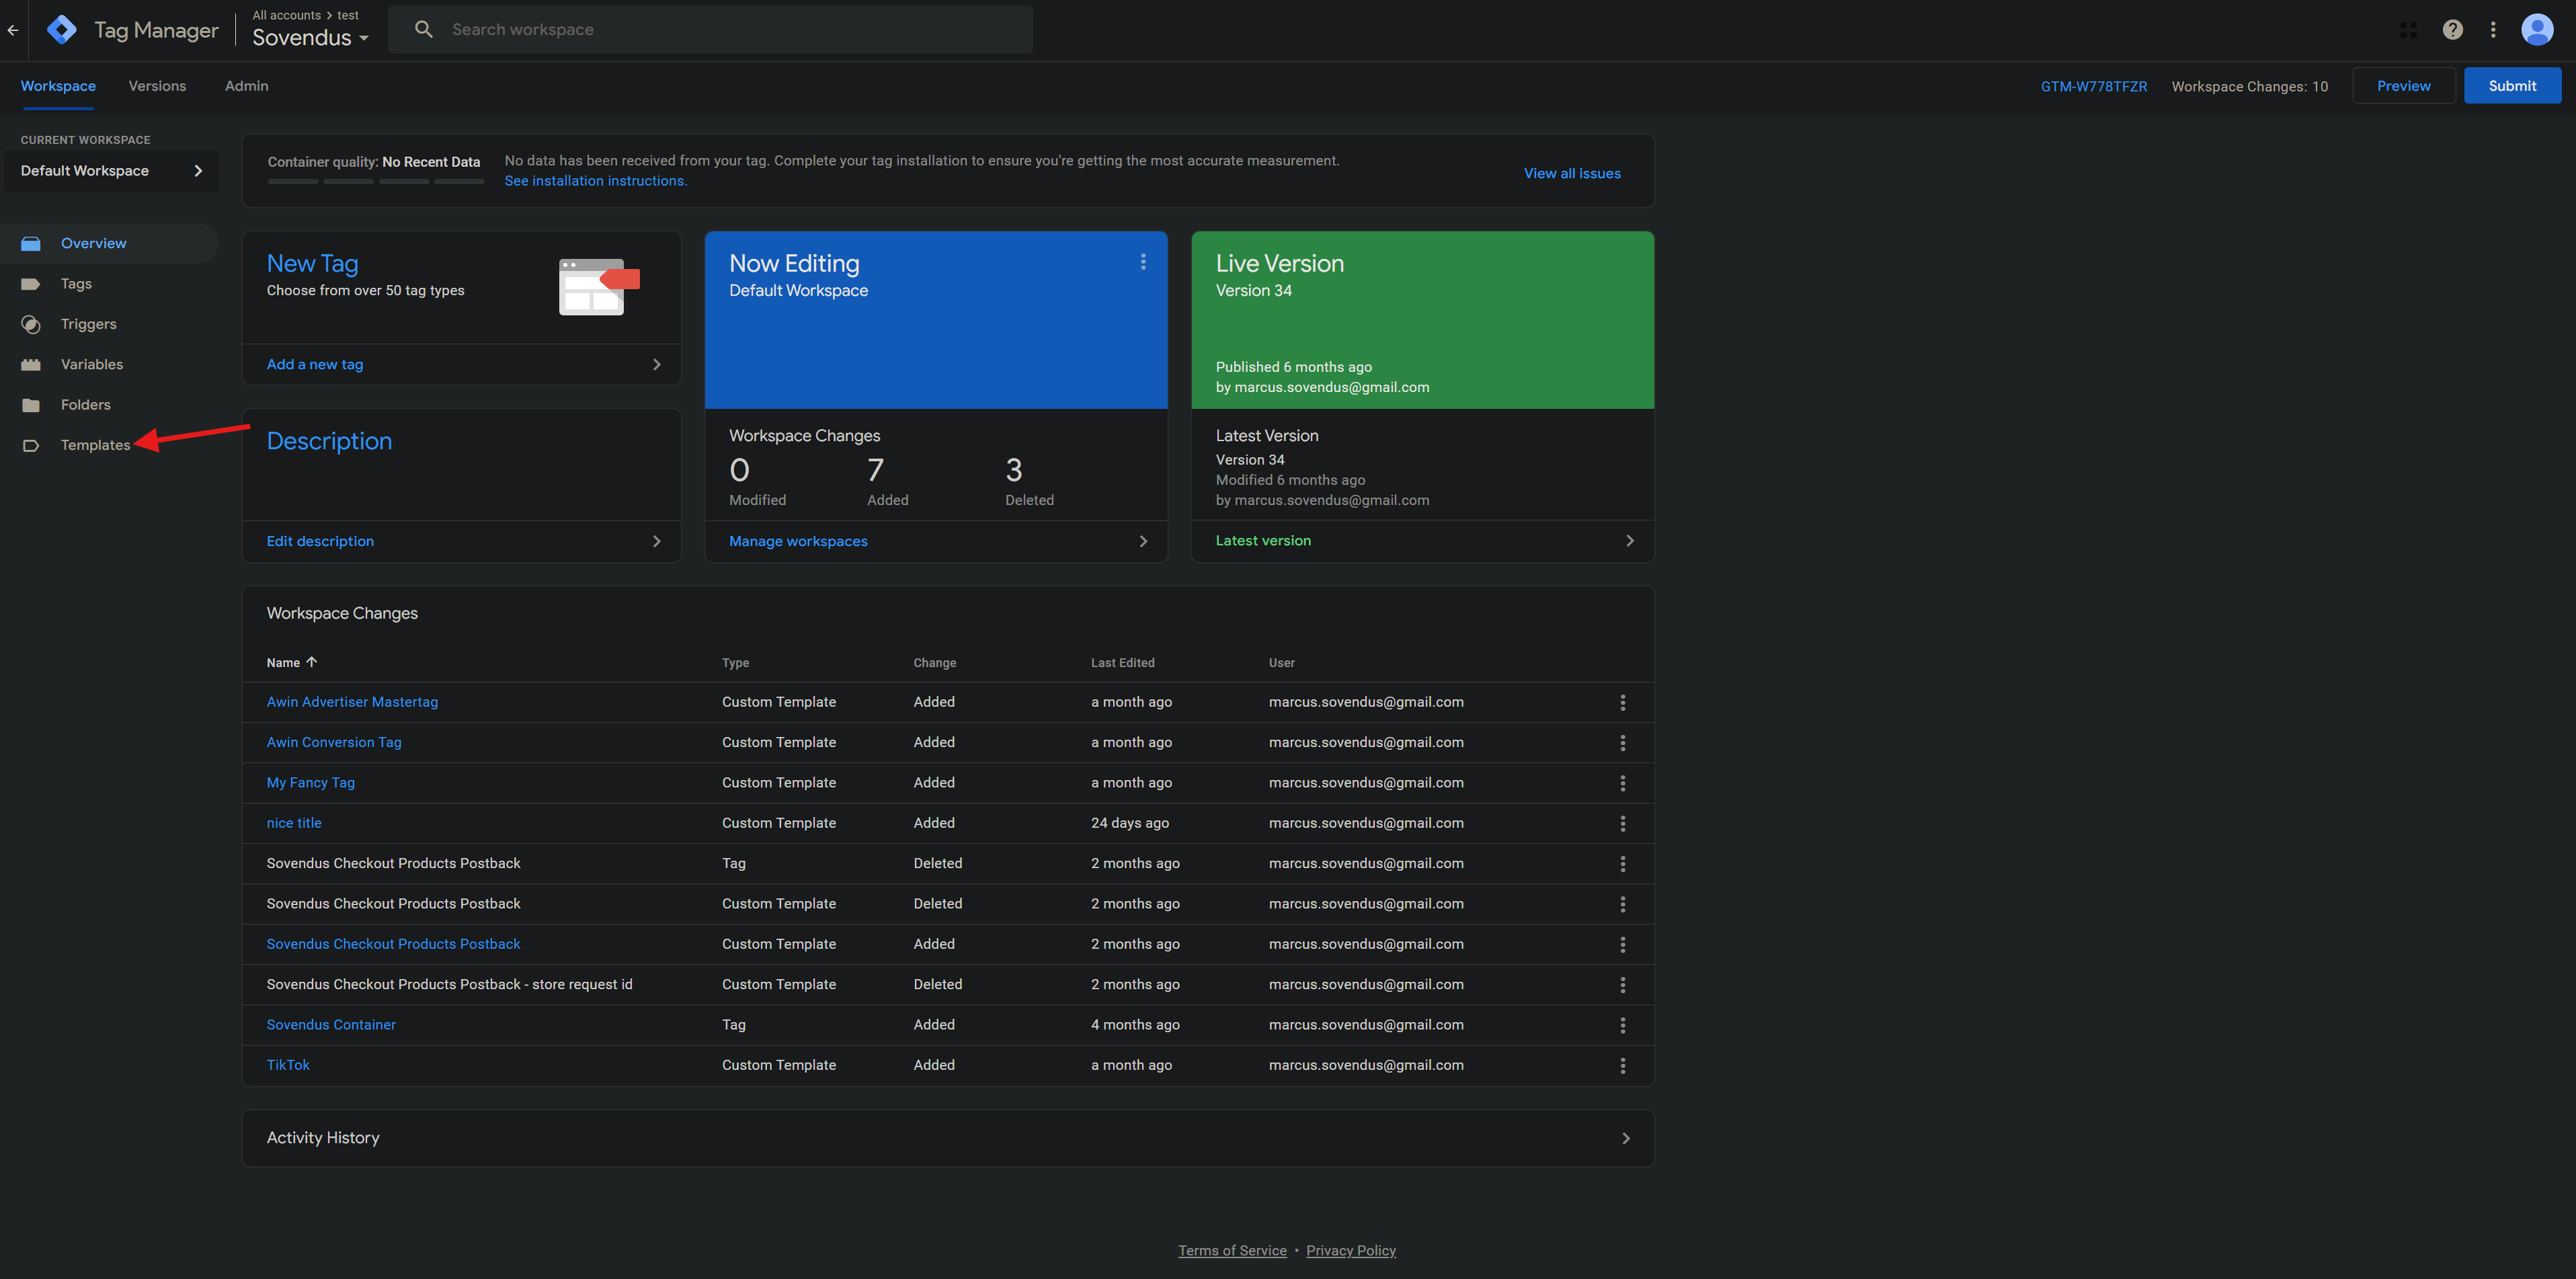 All accounts > test
Tag Manager
Sovendus
Search workspace
Workspace
Versions
Admin
GTM-W778TFZR
Workspace Changes: 10
Preview
Submit
CURRENT WORKSPACE
Default Workspace
Overview
Tags
Triggers
Variables
Folders
Templates
Container quality: No Recent Data
No data has been received from your tag. Complete your tag installation to ensure you're getting the most accurate measurement.
See installation instructions.
View all issues
New Tag
Choose from over 50 tag types
Add a new tag
Description
Edit description
Now Editing
Default Workspace
Workspace Changes
0 7 3
Modified Added Deleted
Manage workspaces
Live Version
Version 34
Published 6 months ago
by marcus.sovendus@gmail.com
Latest Version
Version 34
Modified 6 months ago
by marcus.sovendus@gmail.com
Latest version
Workspace Changes
Name Type Change Last Edited User
Awin Advertiser Mastertag Custom Template Added a month ago marcus.sovendus@gmail.com
Awin Conversion Tag Custom Template Added a month ago marcus.sovendus@gmail.com
My Fancy Tag Custom Template Added a month ago marcus.sovendus@gmail.com
nice title Custom Template Added 24 days ago marcus.sovendus@gmail.com
Sovendus Checkout Products Postback Tag Deleted 2 months ago marcus.sovendus@gmail.com
Sovendus Checkout Products Postback Custom Template Deleted 2 months ago marcus.sovendus@gmail.com
Sovendus Checkout Products Postback Custom Template Added 2 months ago marcus.sovendus@gmail.com
Sovendus Checkout Products Postback - store request id Custom Template Deleted 2 months ago marcus.sovendus@gmail.com
Sovendus Container Tag Added 4 months ago marcus.sovendus@gmail.com
TikTok Custom Template Added a month ago marcus.sovendus@gmail.com
Activity History
Terms of Service • Privacy Policy